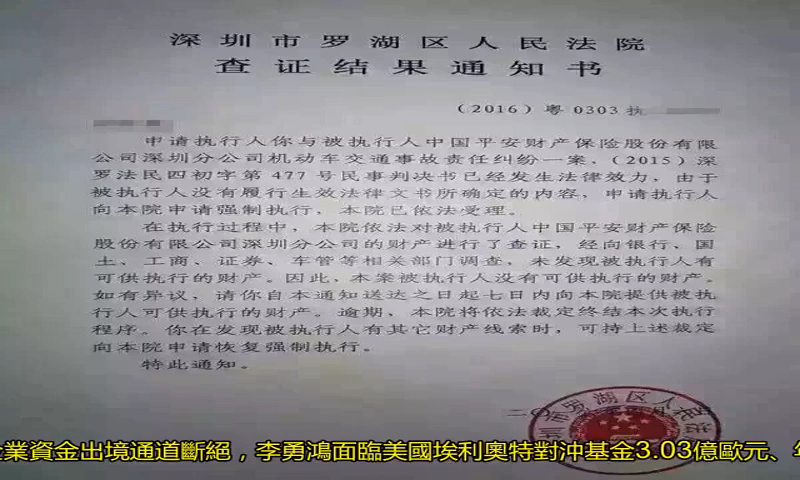 深圳市罗湖区人民法院
查证结果通知书
（2016）粤0303执
申请执行人你与被执行人中国平安财产保险股份有限
公司深圳分公司机动车交通事故责任纠纷一案，（2015）深
罗法民四初字第477号民事判决书已经发生法律效力，由于
被执行人没有履行生效法律文书所确定的内容，申请执行人
向本院申请强制执行，本院已依法受理。
在执行过程中，本院依法对被执行人中国平安财产保险
股份有限公司深圳分公司的财产进行了查证，经向银行、国
土、工商、证券、车管等相关部门调查，未发现被执行人有
可供执行的财产。因此，本案被执行人没有可供执行的财产。
如有异议，请你自本通知送达之日起七日内向本院提供被执
行人可供执行的财产。逾期，本院将依法裁定终结本次执行
程序。你在发现被执行人有其它财产线索时，可持上述裁定
向本院申请恢复强制执行。
特此通知。
圳市罗湖区人民
業資金出境通道斷絕，李勇鴻面臨美國埃利奧特對沖基金3.03億歐元、